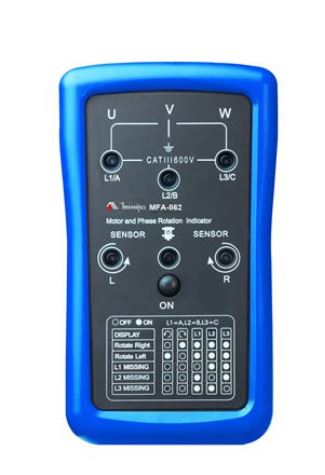 U V W
CATIII600V
L1/A L2/B L3/C
Minipa MFA-862
Motor and Phase Rotation Indicator
SENSOR SENSOR
L R
ON
OFF ON L1=A,L2=B,L3=C
DISPLAY L1 L2 L3
Rotate Right
Rotate Left
L1 MISSING
L2 MISSING
L3 MISSING